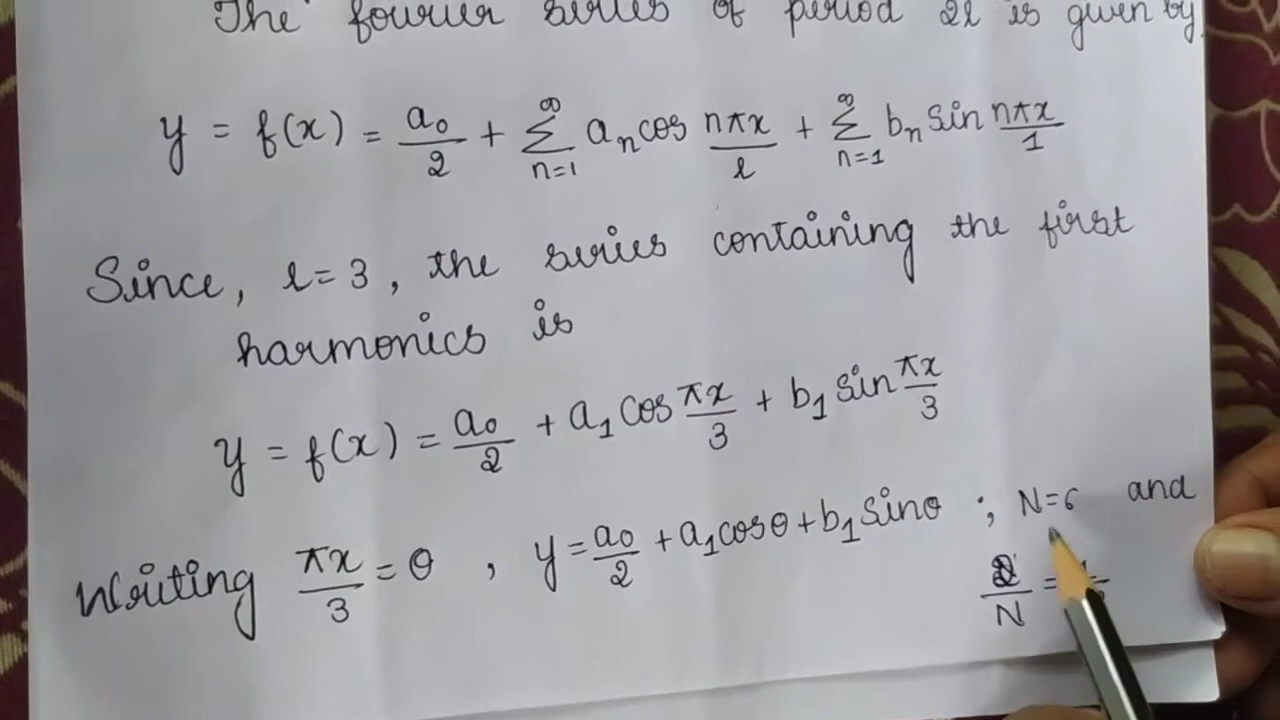 The fourier series of period 2l is given by
y = f(x) = a₀/2 + ∑_{n=1}^{∞} aₙ cos nπx/l + ∑_{n=1}^{∞} bₙ sin nπx/1
Since, l=3, the series containing the first
harmonics is
y = f(x) = a₀/2 + a₁ cos πx/3 + b₁ sin πx/3
Writing πx/3 = θ, y = a₀/2 + a₁cosθ + b₁sinθ ; N=6 and
2/N =